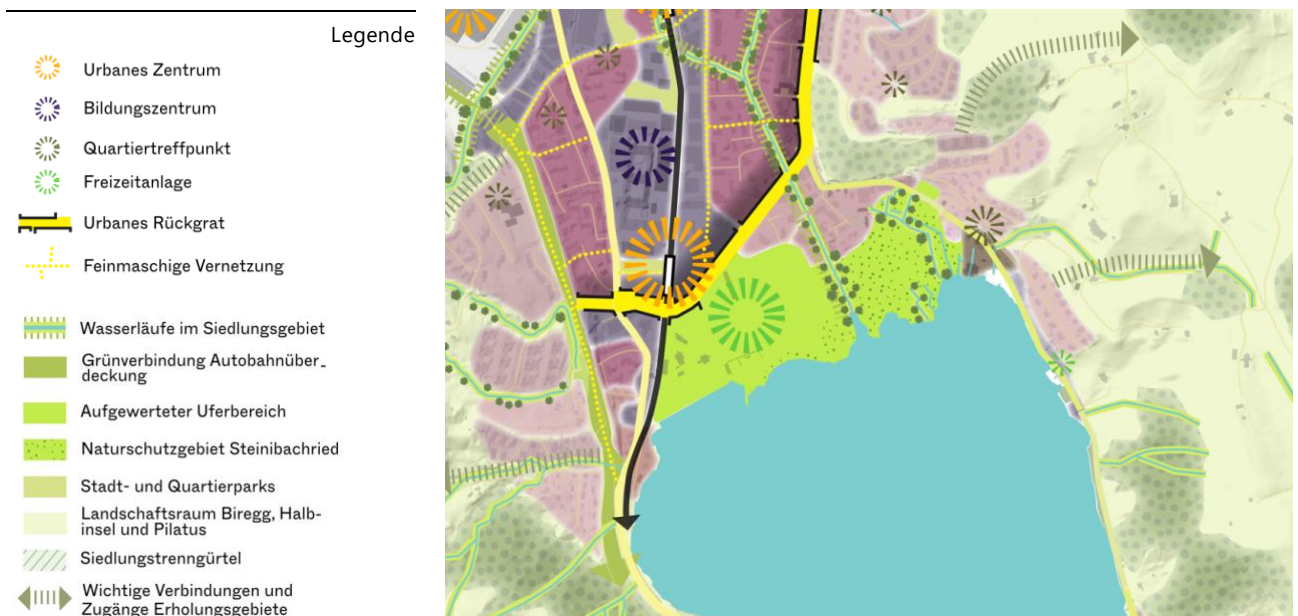 Legende
Urbanes Zentrum
Bildungszentrum
Quartiertreffpunkt
Freizeitanlage
Urbanes Rückgrat
Feinmaschige Vernetzung
Wasserläufe im Siedlungsgebiet
Grünverbindung Autobahnüber_
deckung
Aufgewerteter Uferbereich
Naturschutzgebiet Steinibachried
Stadt- und Quartierparks
Landschaftsraum Biregg, Halb-
insel und Pilatus
Siedlungstrenngürtel
Wichtige Verbindungen und
Zugänge Erholungsgebiete